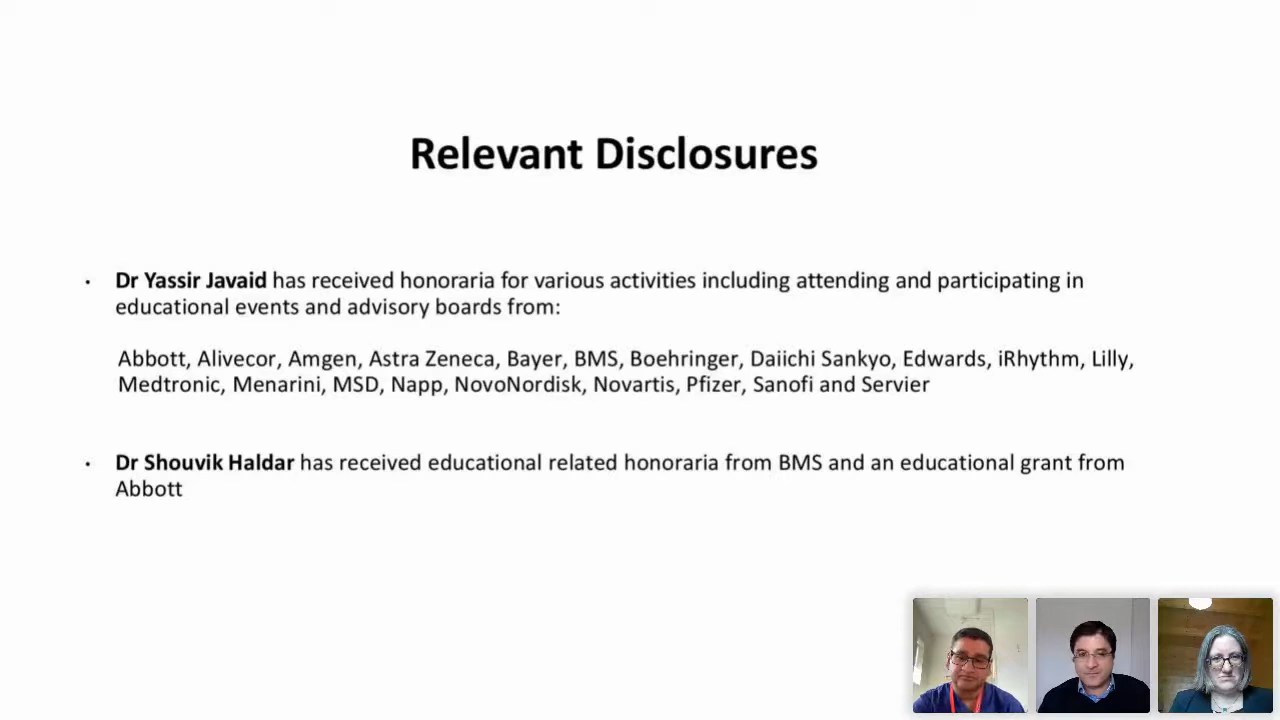 Relevant Disclosures
• Dr Yassir Javaid has received honoraria for various activities including attending and participating in
educational events and advisory boards from:
Abbott, Alivecor, Amgen, Astra Zeneca, Bayer, BMS, Boehringer, Daiichi Sankyo, Edwards, iRhythm, Lilly,
Medtronic, Menarini, MSD, Napp, NovoNordisk, Novartis, Pfizer, Sanofi and Servier
• Dr Shouvik Haldar has received educational related honoraria from BMS and an educational grant from
Abbott